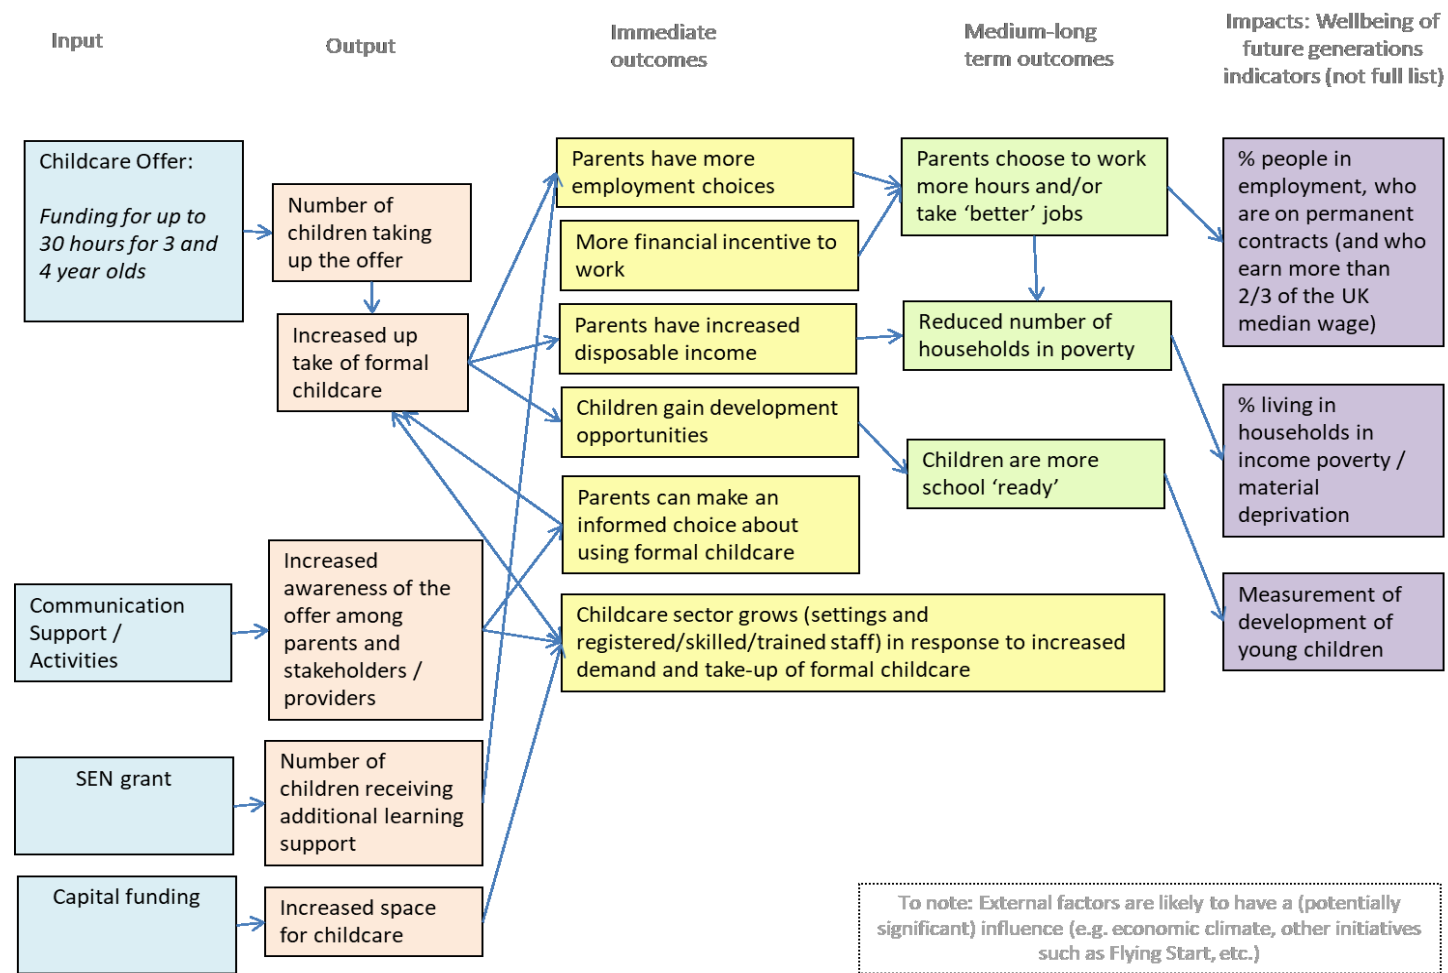 Input
Output
Immediate
outcomes
Medium-long
term outcomes
Impacts: Wellbeing of
future generations
indicators (not full list)
Childcare Offer:
Funding for up to
30 hours for 3 and
4 year olds
Communication
Support /
Activities
SEN grant
Capital funding
Number of
children taking
up the offer
Increased up
take of formal
childcare
Increased
awareness of the
offer among
parents and
stakeholders /
providers
Number of
children receiving
additional learning
support
Increased space
for childcare
Parents have more
employment choices
More financial incentive to
work
Parents have increased
disposable income
Children gain development
opportunities
Parents can make an
informed choice about
using formal childcare
Childcare sector grows (settings and
registered/skilled/trained staff) in response to increased
demand and take-up of formal childcare
Parents choose to work
more hours and/or
take ‘better’ jobs
Reduced number of
households in poverty
Children are more
school ‘ready’
% people in
employment, who
are on permanent
contracts (and who
earn more than
2/3 of the UK
median wage)
% living in
households in
income poverty /
material
deprivation
Measurement of
development of
young children
To note: External factors are likely to have a (potentially
significant) influence (e.g. economic climate, other initiatives
such as Flying Start, etc.)